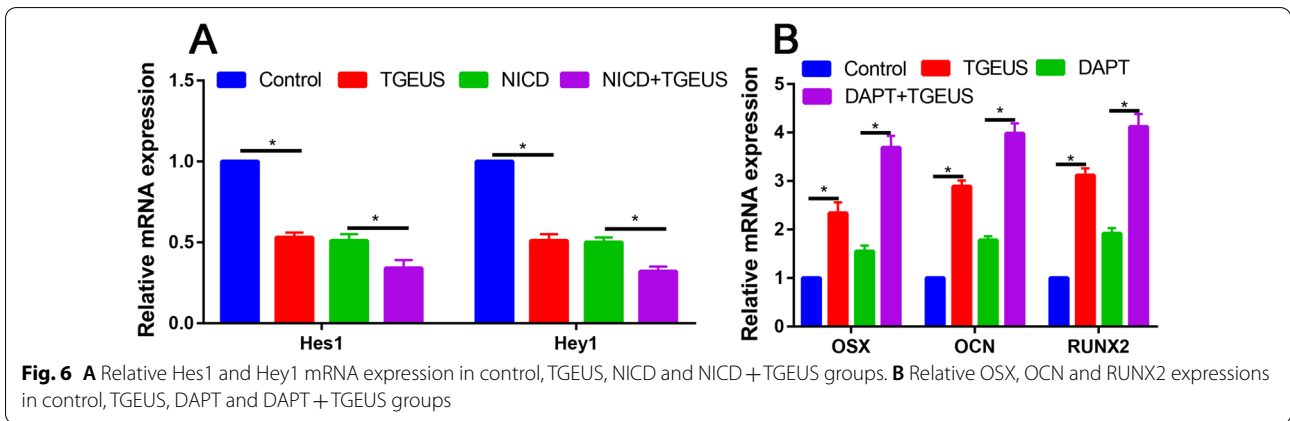 A
Control TGEUS NICD NICD+TGEUS
Relative mRNA expression
1.5
1.0
0.5
0.0
* * * *
Hes1 Hey1
B
Control TGEUS DAPT
DAPT+TGEUS
Relative mRNA expression
5
4
3
2
1
0
* * * * * *
OSX OCN RUNX2
Fig. 6 A Relative Hes1 and Hey1 mRNA expression in control, TGEUS, NICD and NICD + TGEUS groups. B Relative OSX, OCN and RUNX2 expressions
in control, TGEUS, DAPT and DAPT + TGEUS groups